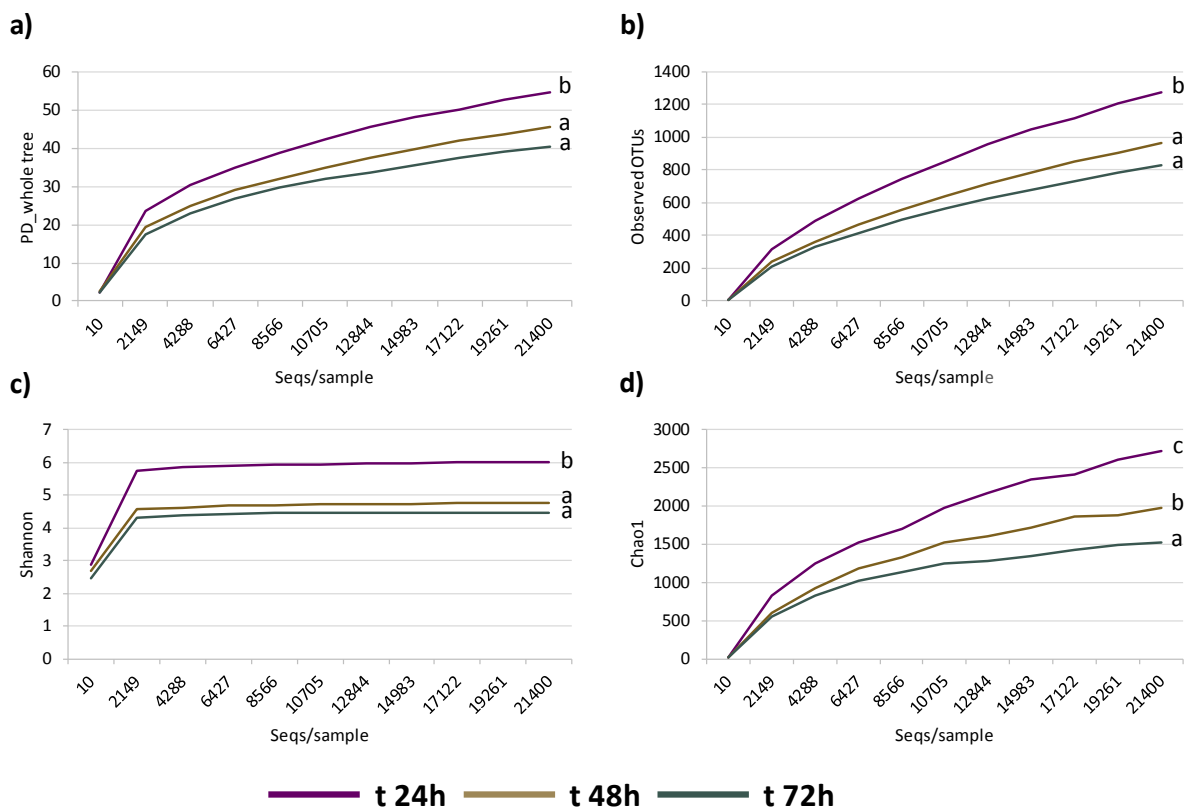 a)
60
50
40
30
20
10
0
PD_whole tree
b
a
a
10 2149 4288 6427 8566 10705 12844 14983 17122 19261 21400
Seqs/sample
b)
1400
1200
1000
800
600
400
200
0
Observed OTUs
b
a
a
10 2149 4288 6427 8566 10705 12844 14983 17122 19261 21400
Seqs/sample
c)
7
6
5
4
3
2
1
0
Shannon
b
a
a
10 2149 4288 6427 8566 10705 12844 14983 17122 19261 21400
Seqs/sample
d)
3000
2500
2000
1500
1000
500
0
Chao1
c
b
a
10 2149 4288 6427 8566 10705 12844 14983 17122 19261 21400
Seqs/sample
t 24h t 48h t 72h